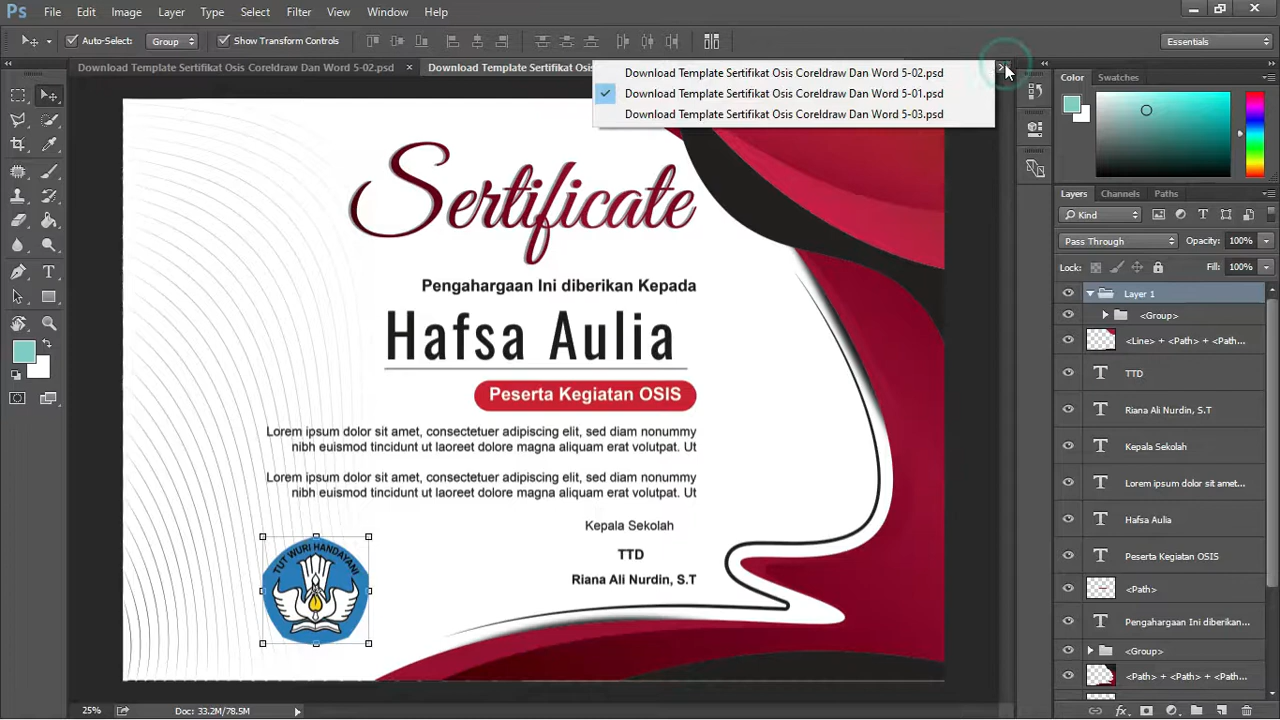 Ps File Edit Image Layer Type Select Filter View Window Help
Auto-Select: Group Show Transform Controls Essentials
Download Template Sertifikat Osis Coreldraw Dan Word 5-02.psd × Download Template Sertifikat Osis
Download Template Sertifikat Osis Coreldraw Dan Word 5-02.psd
Download Template Sertifikat Osis Coreldraw Dan Word 5-01.psd
Download Template Sertifikat Osis Coreldraw Dan Word 5-03.psd
Sertificate
Pengahargaan Ini diberikan Kepada
Hafsa Aulia
Peserta Kegiatan OSIS
Lorem ipsum dolor sit amet, consectetuer adipiscing elit, sed diam nonummy
nibh euismod tincidunt ut laoreet dolore magna aliquam erat volutpat. Ut
Lorem ipsum dolor sit amet, consectetuer adipiscing elit, sed diam nonummy
nibh euismod tincidunt ut laoreet dolore magna aliquam erat volutpat. Ut
Kepala Sekolah
TTD
Riana Ali Nurdin, S.T
TUT WURI HANDAYANI
Color Swatches
Layers Channels Paths
Kind
Pass Through Opacity: 100%
Lock: Fill: 100%
Layer 1
<Group>
<Line> + <Path> + <Path...
TTD
Riana Ali Nurdin, S.T
Kepala Sekolah
Lorem ipsum dolor sit amet...
Hafsa Aulia
Peserta Kegiatan OSIS
<Path>
Pengahargaan Ini diberikan...
<Group>
<Path> + <Path> + <Path...
25% Doc: 33.2M/78.5M